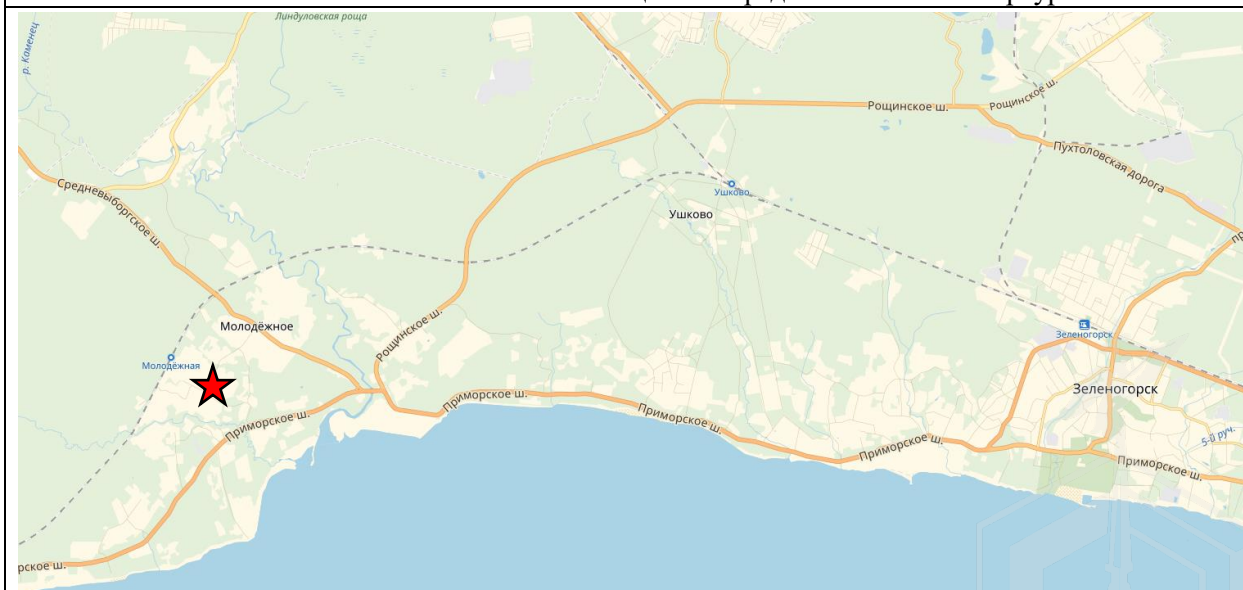 Линдуловская роща
р. Каменец
Рощинское ш.
Рощинское ш.
Пухтоловская дорога
Средневыборгское ш.
Ушково
Ушково
Молодёжное
Рощинское ш.
Зеленогорск
Молодёжная
Зеленогорск
Приморское ш.
Приморское ш.
Приморское ш.
Приморское ш.
5-й руч.
Приморское ш.
рское ш.
пр